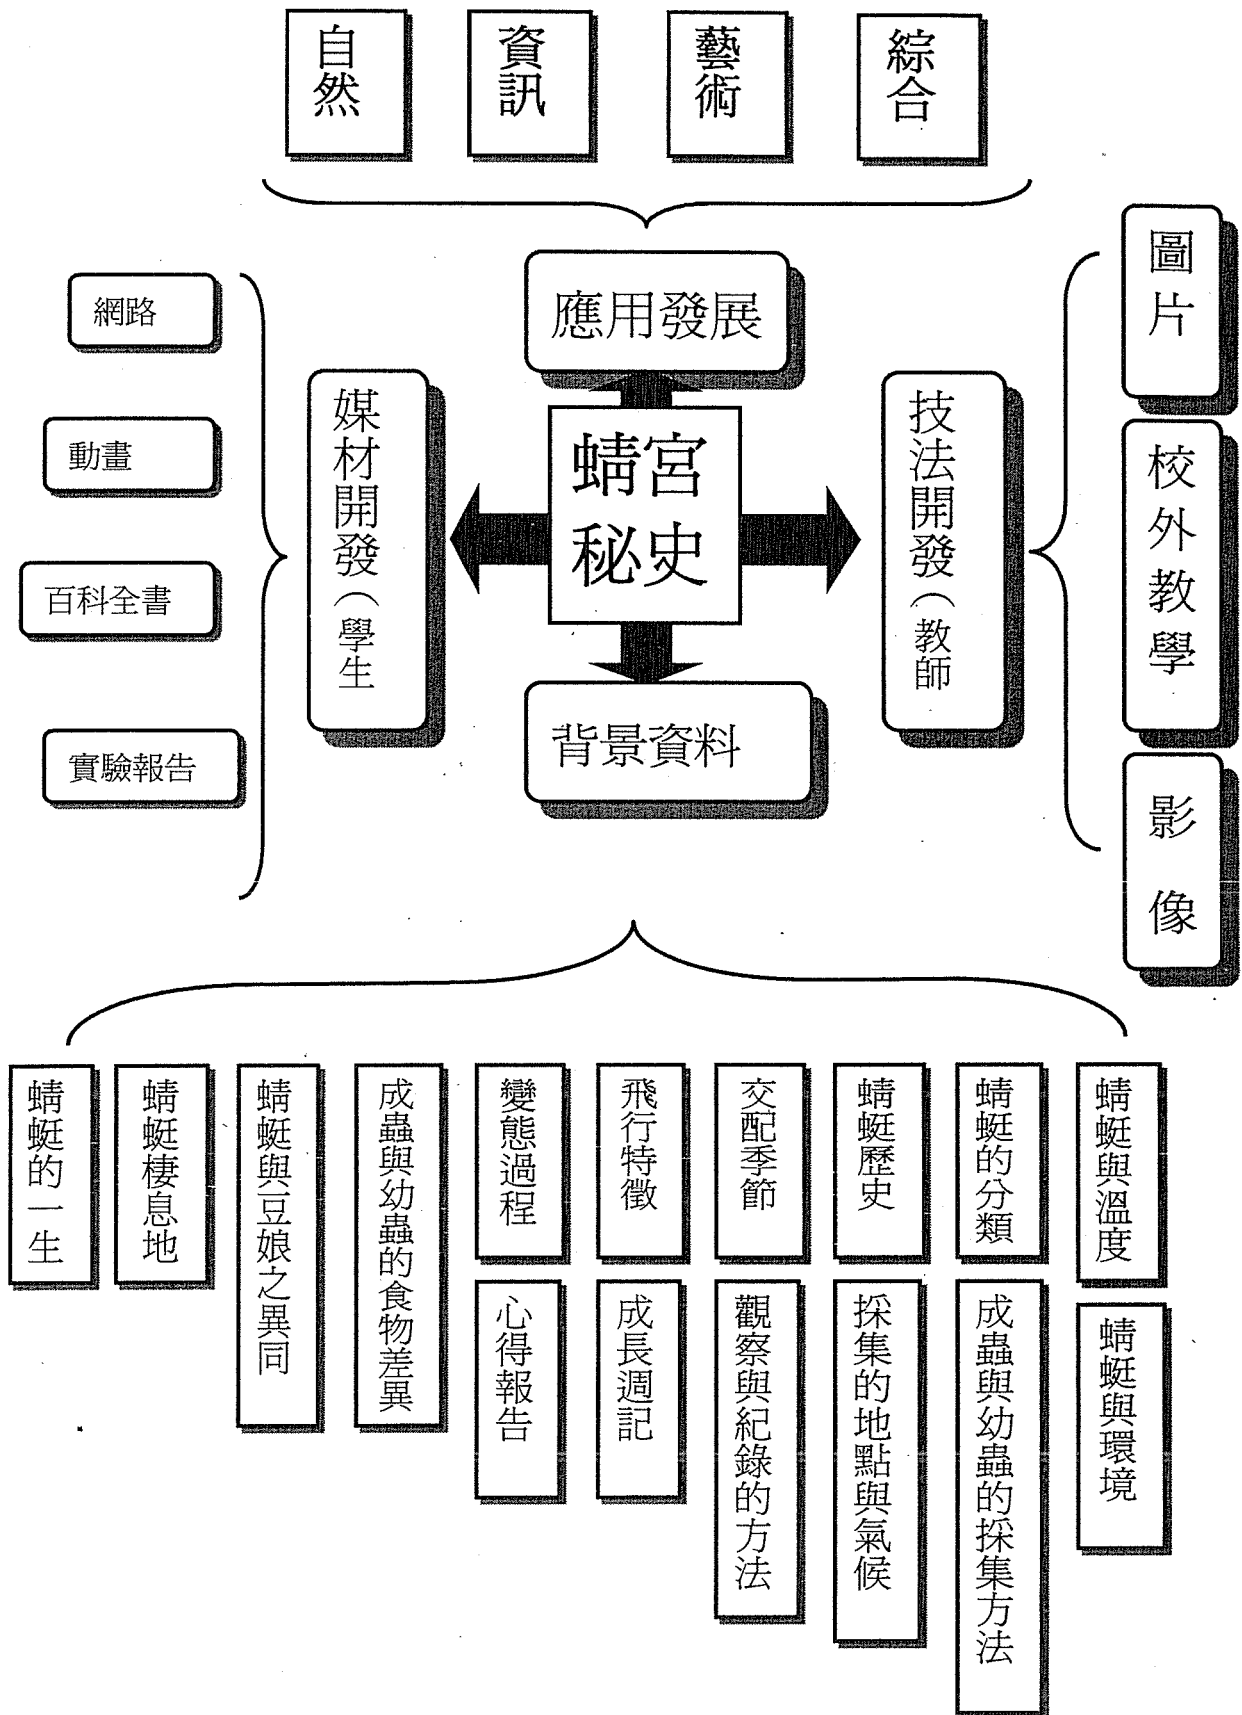 自然
資訊
藝術
綜合
應用發展
網路
動畫
百科全書
實驗報告
媒材開發（學生
蜻宮
秘史
技法開發（教師
圖片
校外教學
影像
背景資料
蜻蜓的一生
蜻蜓棲息地
蜻蜓與豆娘之異同
成蟲與幼蟲的食物差異
變態過程
飛行特徵
交配季節
蜻蜓歷史
蜻蜓的分類
蜻蜓與溫度
心得報告
成長週記
觀察與紀錄的方法
採集的地點與氣候
成蟲與幼蟲的採集方法
蜻蜓與環境